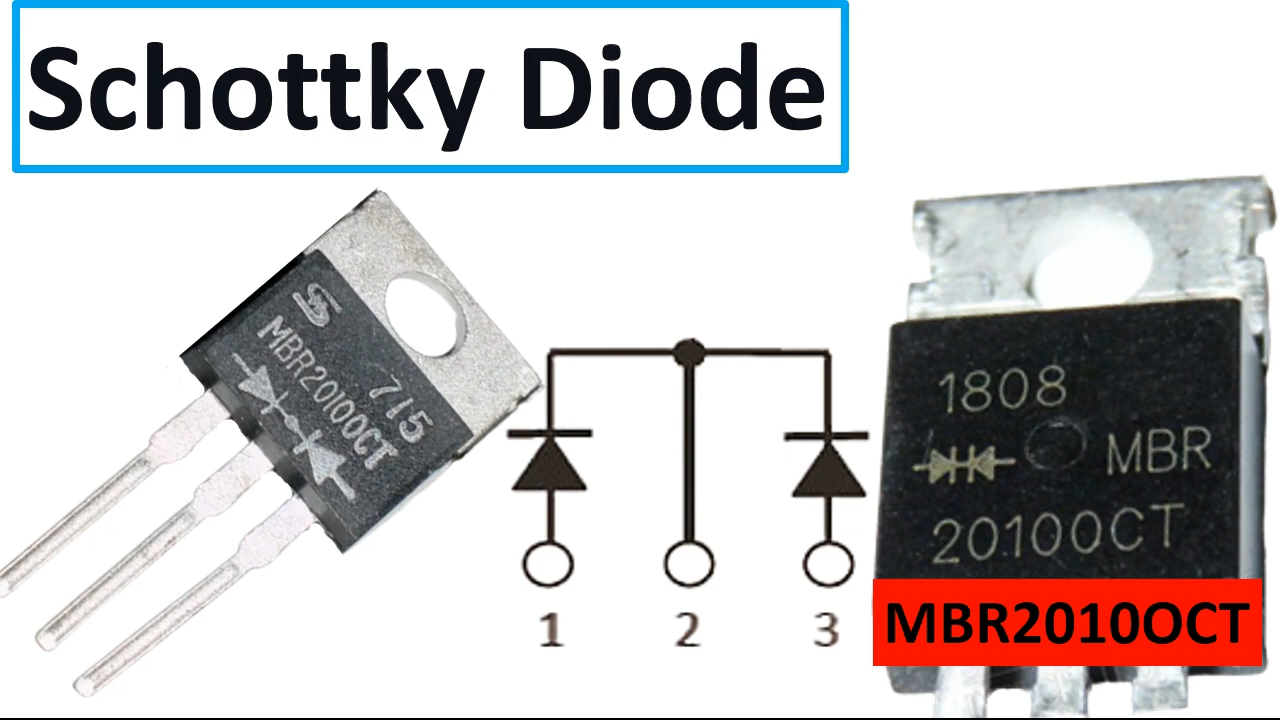 Schottky Diode
715
MBR20100CT
1 2 3
1808
MBR
20100CT
MBR2010OCT